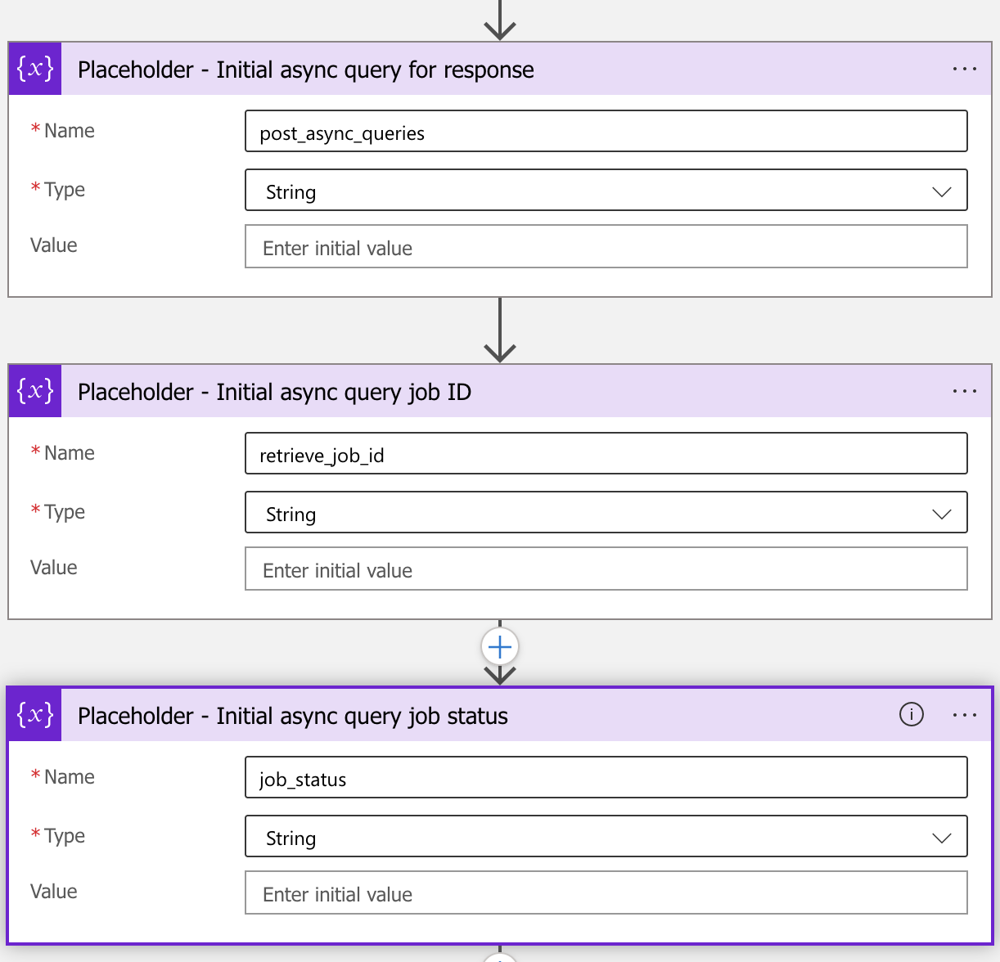 {x} Placeholder - Initial async query for response ...
* Name post_async_queries
* Type String
Value Enter initial value
{x} Placeholder - Initial async query job ID ...
* Name retrieve_job_id
* Type String
Value Enter initial value
{x} Placeholder - Initial async query job status i ...
* Name job_status
* Type String
Value Enter initial value